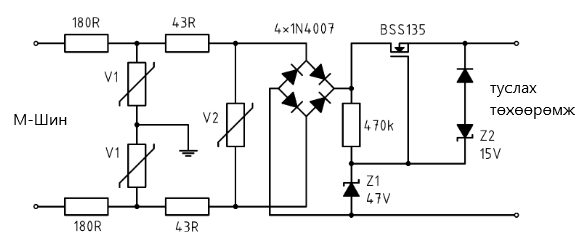 180R
43R
4×1N4007
BSS135
V1
M-Шин
V2
470k
туслах
төхөөрөмж
Z2
15V
V1
Z1
47V
180R
43R